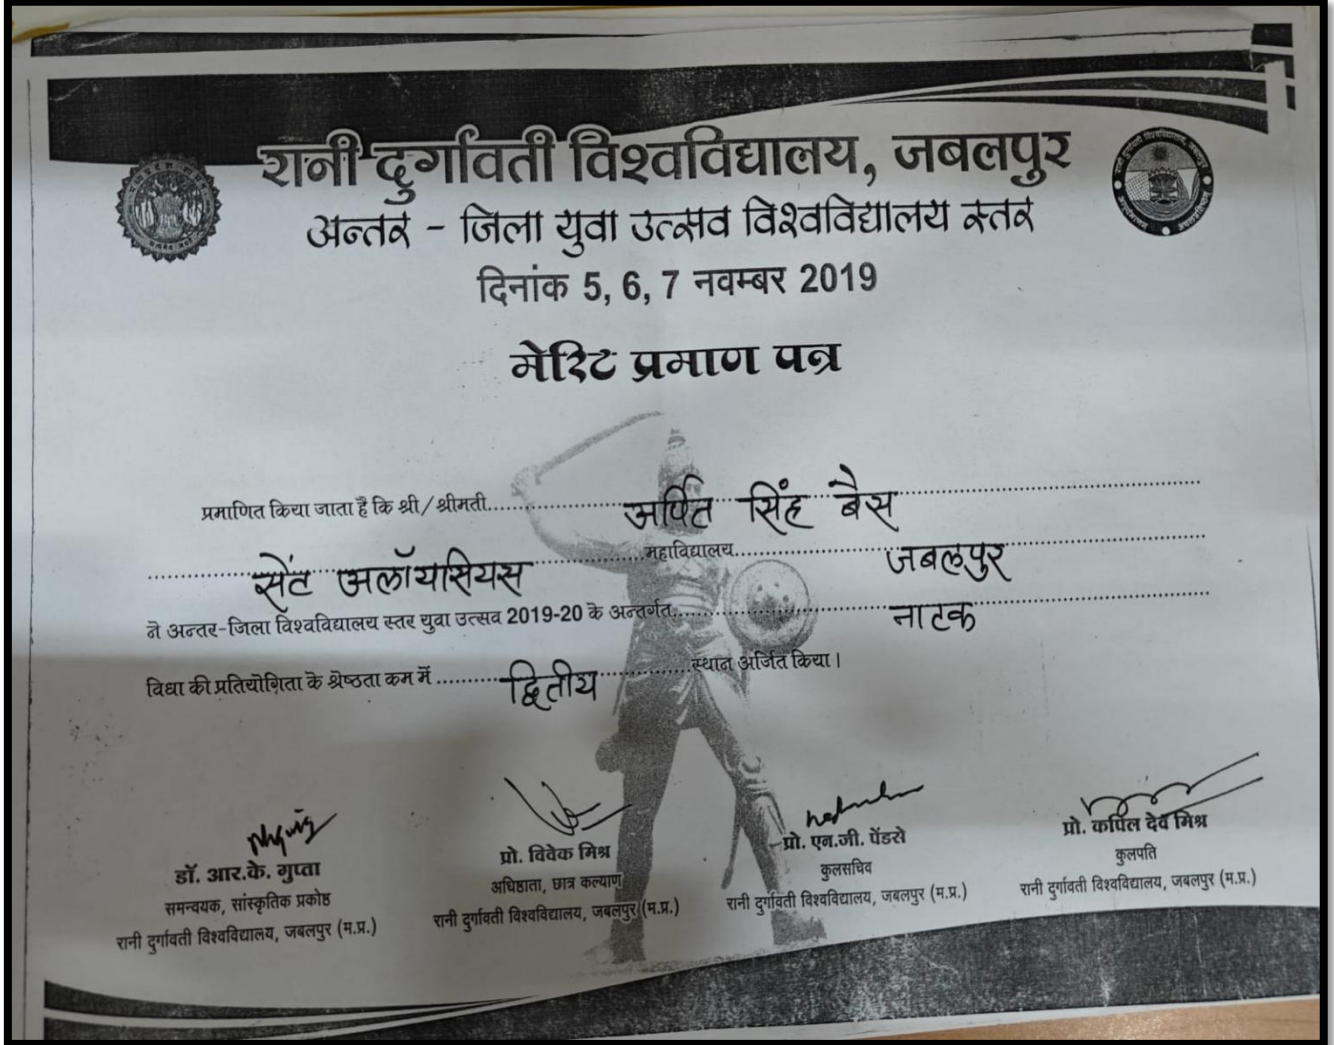 रानी दुर्गावती विश्वविद्यालय, जबलपुर
अन्तर - जिला युवा उत्सव विश्वविद्यालय स्तर
दिनांक 5, 6, 7 नवम्बर 2019
मेरिट प्रमाण पत्र
प्रमाणित किया जाता है कि श्री/श्रीमती अर्पित सिंह बैस
सेंट अलॉयसियस महाविद्यालय जबलपुर
ने अन्तर-जिला विश्वविद्यालय स्तर युवा उत्सव 2019-20 के अन्तर्गत नाटक
विधा की प्रतियोगिता के श्रेष्ठता कम में द्वितीय स्थान अर्जित किया।
डॉ. आर.के. गुप्ता
समन्वयक, सांस्कृतिक प्रकोष्ठ
रानी दुर्गावती विश्वविद्यालय, जबलपुर (म.प्र.)
प्रो. विवेक मिश्र
अधिष्ठाता, छात्र कल्याण
रानी दुर्गावती विश्वविद्यालय, जबलपुर (म.प्र.)
प्रो. एन.जी. पेंडसे
कुलसचिव
रानी दुर्गावती विश्वविद्यालय, जबलपुर (म.प्र.)
प्रो. कपिल देव मिश्र
कुलपति
रानी दुर्गावती विश्वविद्यालय, जबलपुर (म.प्र.)